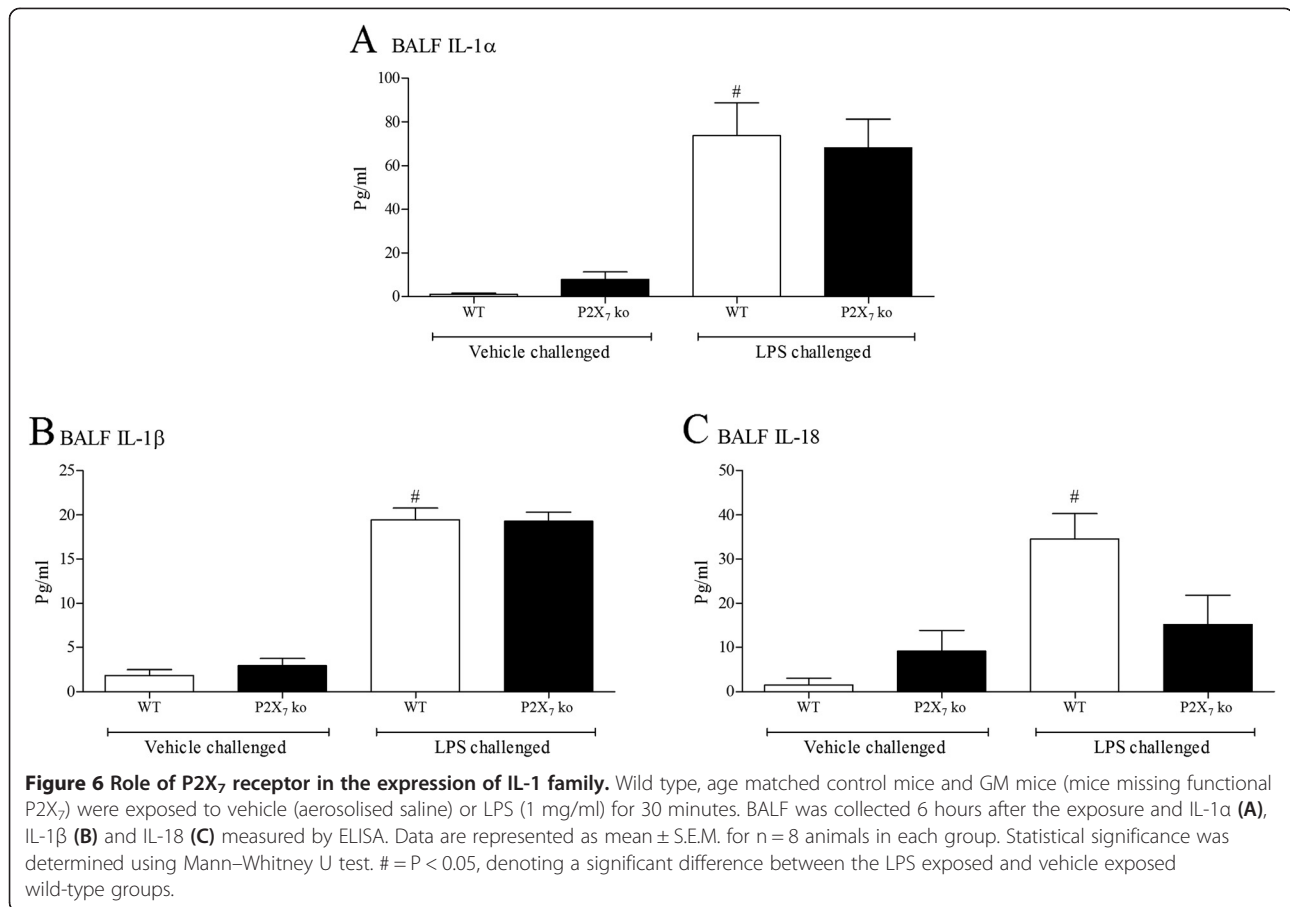 A BALF IL-1α
100
80
60
40
20
0
Pg/ml
#
WT
P2X₇ ko
WT
P2X₇ ko
Vehicle challenged
LPS challenged
B BALF IL-1β
25
20
15
10
5
0
Pg/ml
#
WT
P2X₇ ko
WT
P2X₇ ko
Vehicle challenged
LPS challenged
C BALF IL-18
50
40
30
20
10
0
Pg/ml
#
WT
P2X₇ ko
WT
P2X₇ ko
Vehicle challenged
LPS challenged
Figure 6 Role of P2X₇ receptor in the expression of IL-1 family. Wild type, age matched control mice and GM mice (mice missing functional
P2X₇) were exposed to vehicle (aerosolised saline) or LPS (1 mg/ml) for 30 minutes. BALF was collected 6 hours after the exposure and IL-1α (A),
IL-1β (B) and IL-18 (C) measured by ELISA. Data are represented as mean ± S.E.M. for n = 8 animals in each group. Statistical significance was
determined using Mann–Whitney U test. # = P < 0.05, denoting a significant difference between the LPS exposed and vehicle exposed
wild-type groups.